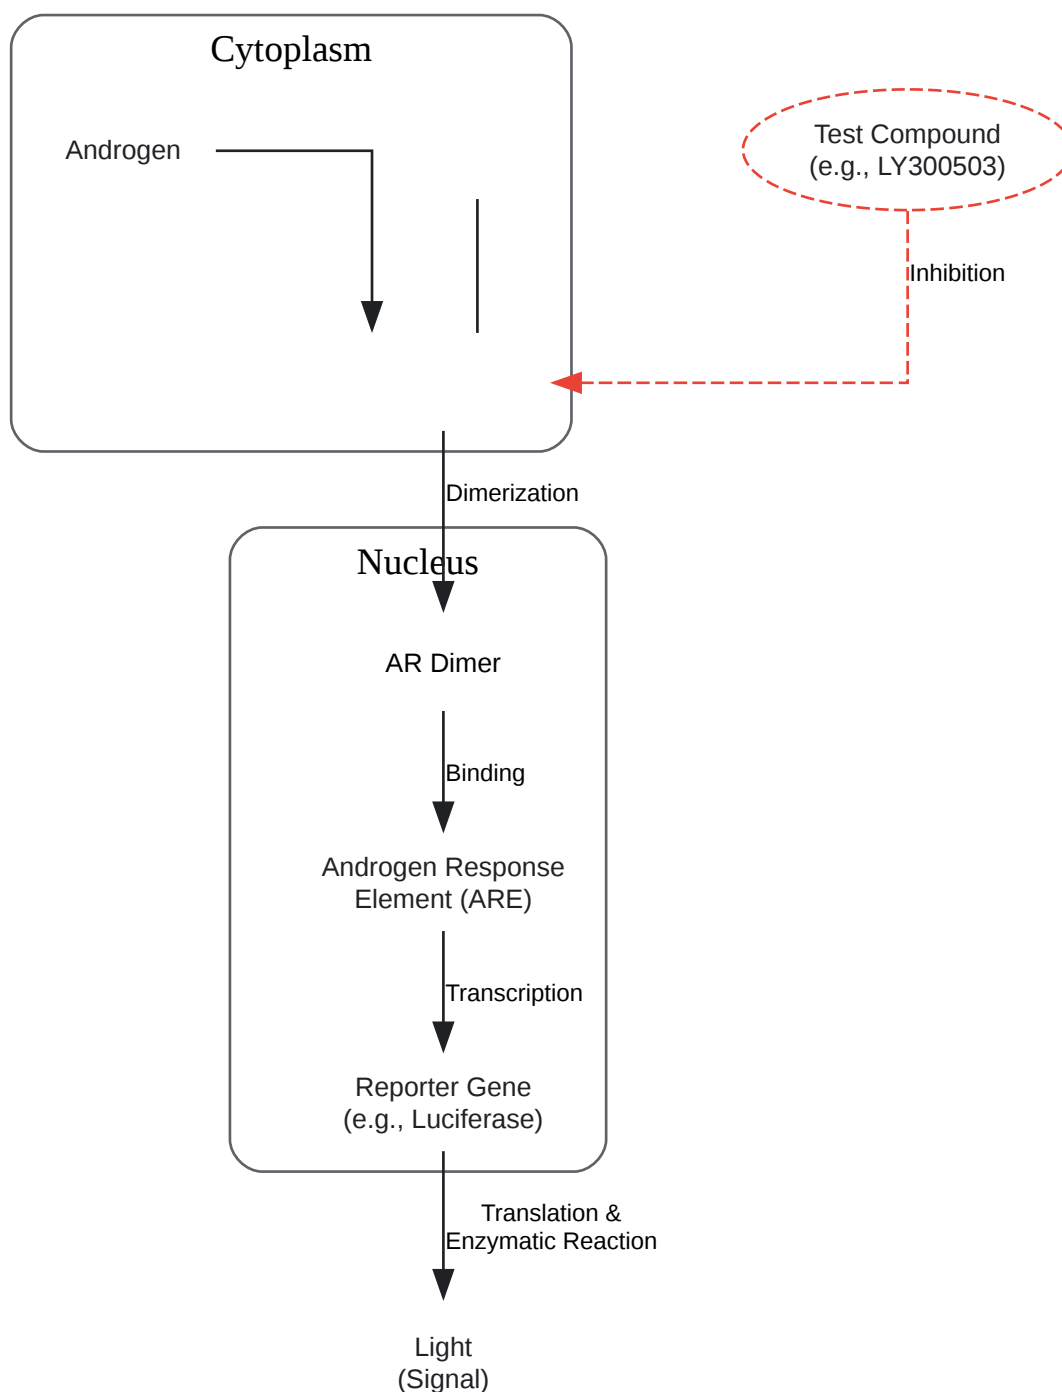 Cytoplasm
Androgen
Test Compound
(e.g., LY300503)
Inhibition
Dimerization
Nucleus
AR Dimer
Binding
Androgen Response
Element (ARE)
Transcription
Reporter Gene
(e.g., Luciferase)
Translation &
Enzymatic Reaction
Light
(Signal)